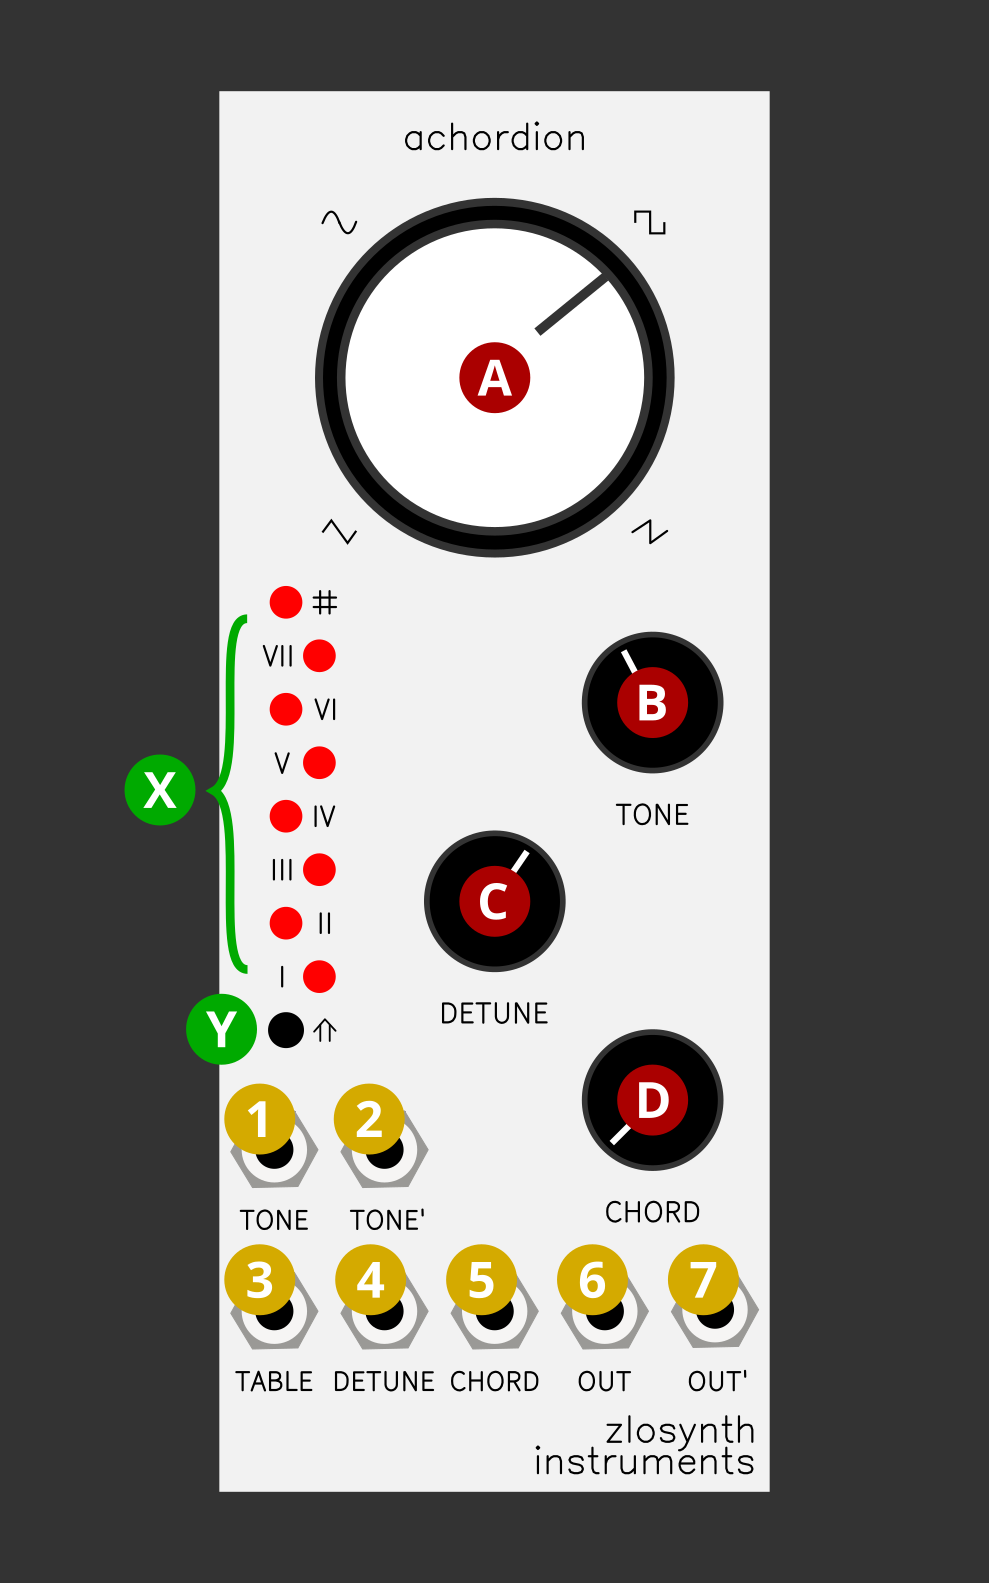 achordion
A
#
VII
VI
B
V
X
IV
TONE
III
C
II
I
DETUNE
Y
D
1 2
CHORD
TONE TONE'
3 4 5 6 7
TABLE DETUNE CHORD OUT OUT'
zlosynth
instruments